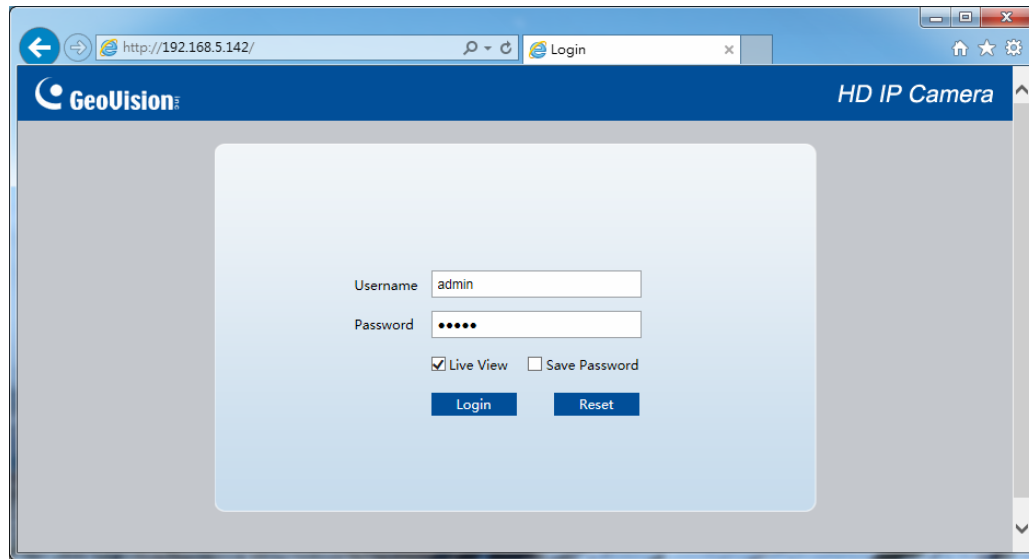 http://192.168.5.142/
Login
GeoVision
HD IP Camera
Username admin
Password •••••
Live View Save Password
Login Reset